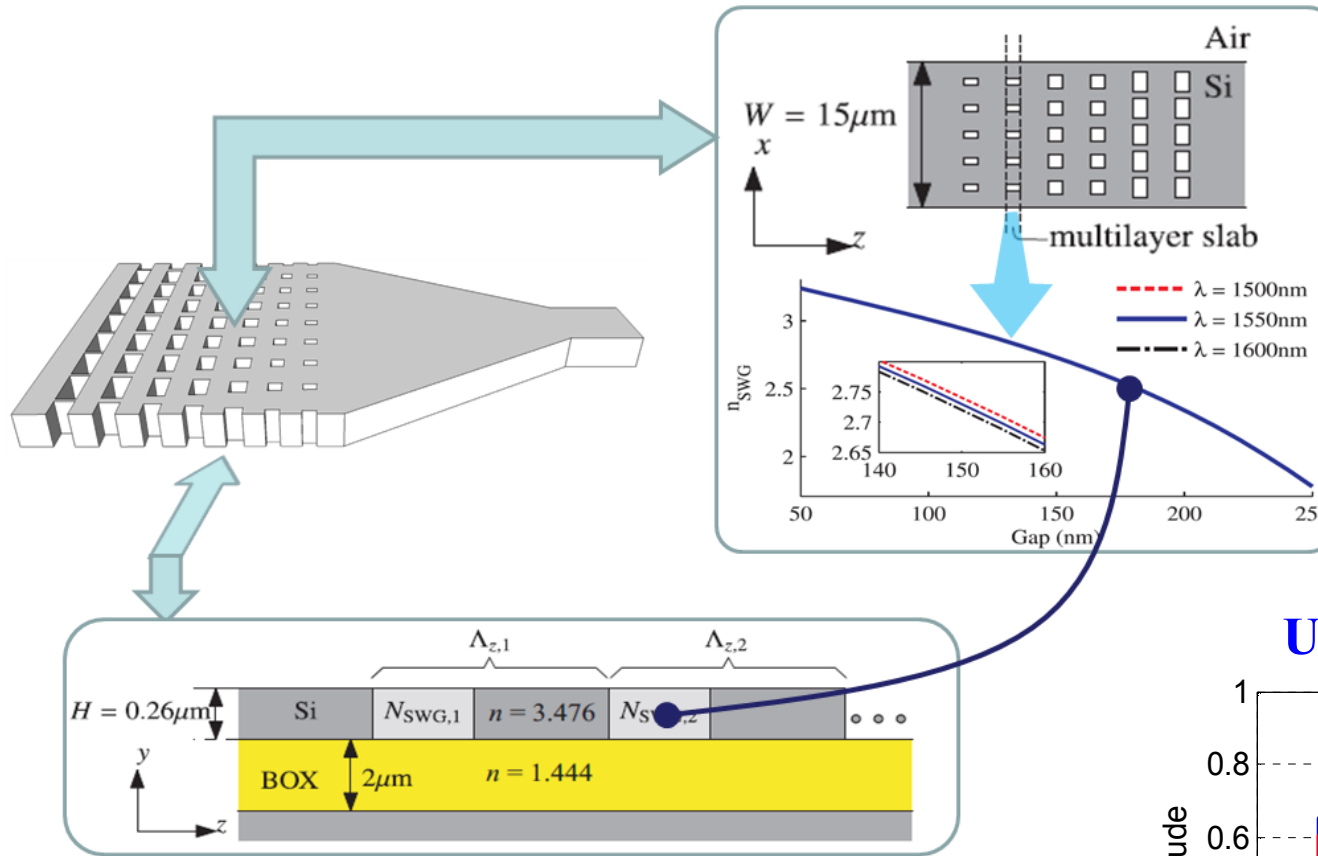 Air
Si
W = 15μm
x
z
multilayer slab
λ = 1500nm
λ = 1550nm
λ = 1600nm
n_SWG
3
2.5
2
2.75
2.7
2.65
140 150 160
50 100 150 200 25
Gap (nm)
Λz,1 Λz,2
H = 0.26μm Si N_SWG,1 n = 3.476
y
z
BOX 2μm n = 1.444
U
1
0.8
0.6
ude